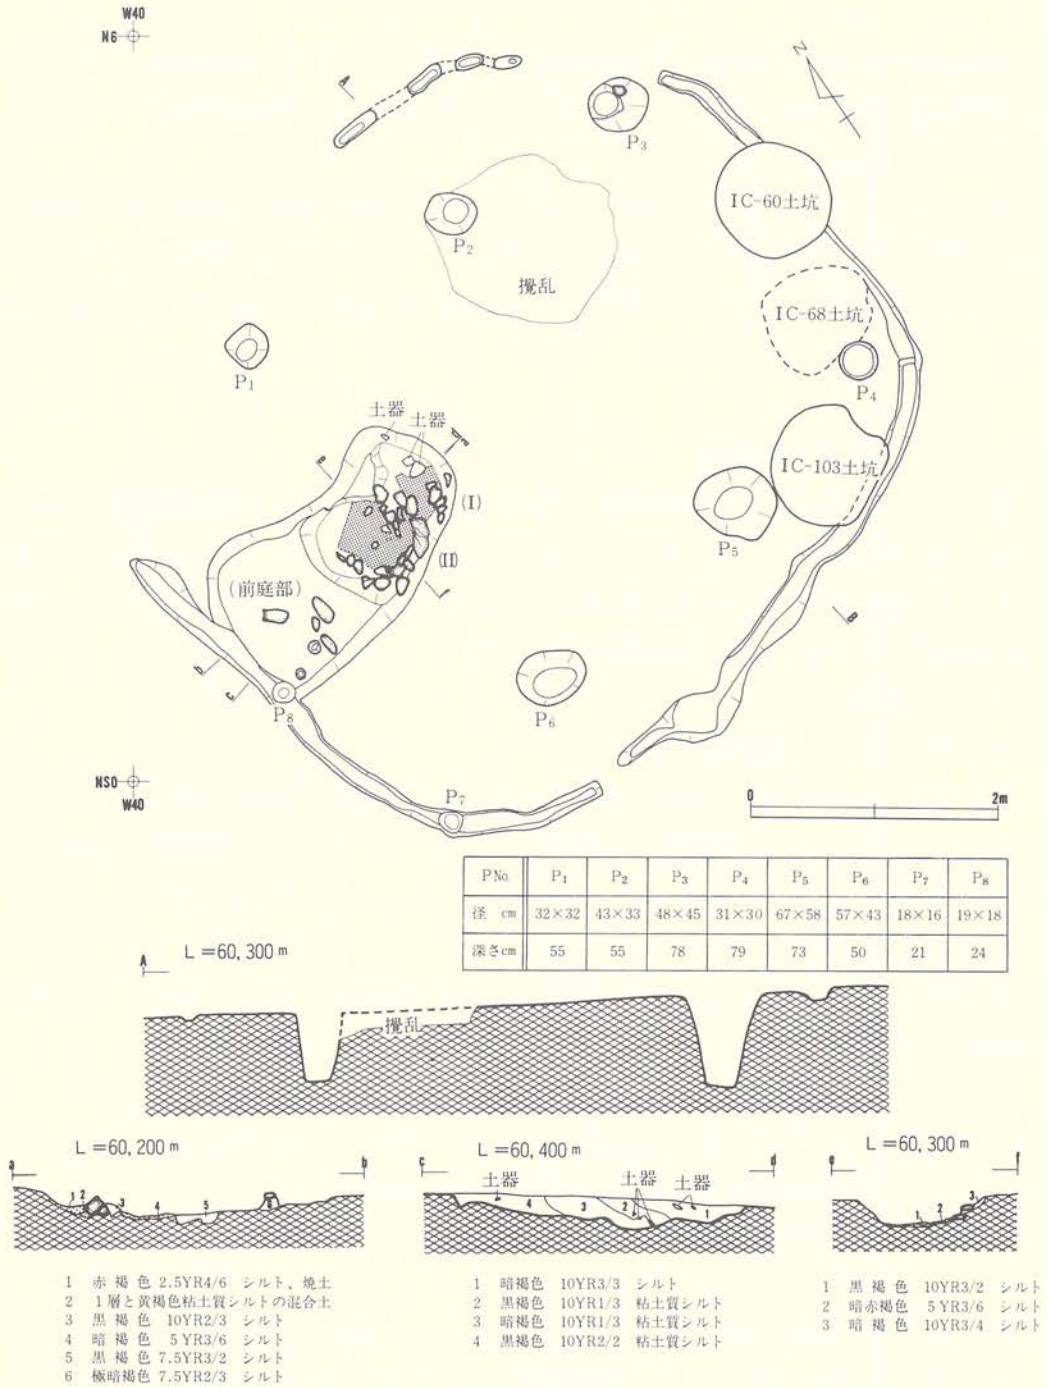 W40
N6
A
N
P3
IC-60土坑
P2
攪乱
IC-68土坑
P1
P4
土器
土器
IC-103土坑
(I)
P5
(II)
(前庭部)
B
P6
P8
NS0
W40
P7
0 2m
PNo. P1 P2 P3 P4 P5 P6 P7 P8
径 cm 32×32 43×33 48×45 31×30 67×58 57×43 18×16 19×18
深さcm 55 55 78 79 73 50 21 24
A L=60,300m
攪乱
L=60,200m
a b
1 2 3 4 5 6
L=60,400m
c d
土器 土器 土器
4 3 2 1
L=60,300m
e f
1 2 3
1 赤褐色 2.5YR4/6 シルト、焼土
2 1層と黄褐色粘土質シルトの混合土
3 黒褐色 10YR2/3 シルト
4 暗褐色 5YR3/6 シルト
5 黒褐色 7.5YR3/2 シルト
6 極暗褐色 7.5YR2/3 シルト
1 暗褐色 10YR3/3 シルト
2 黒褐色 10YR1/3 粘土質シルト
3 暗褐色 10YR1/3 粘土質シルト
4 黒褐色 10YR2/2 粘土質シルト
1 黒褐色 10YR3/2 シルト
2 暗赤褐色 5YR3/6 シルト
3 暗褐色 10YR3/4 シルト